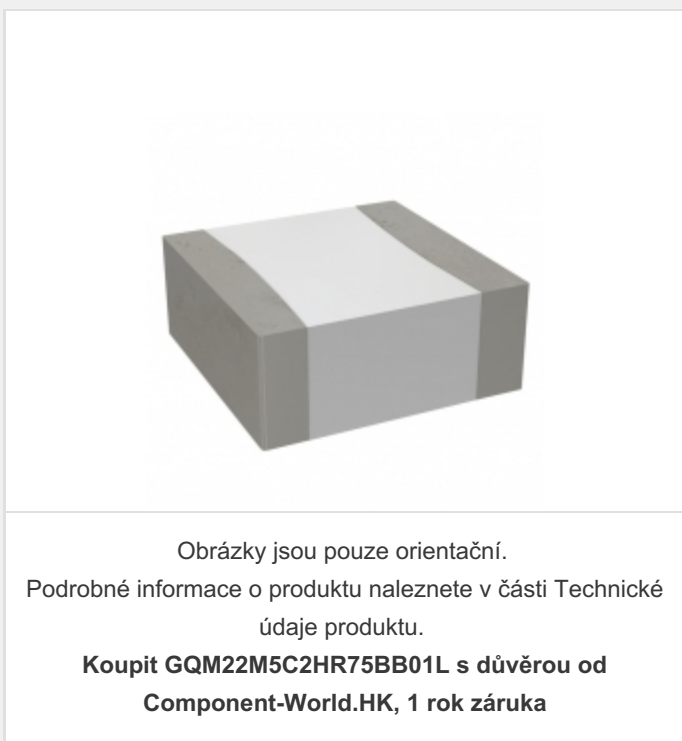 Obrázky jsou pouze orientační.
Podrobné informace o produktu naleznete v části Technické
údaje produktu.
Koupit GQM22M5C2HR75BB01L s důvěrou od
Component-World.HK, 1 rok záruka